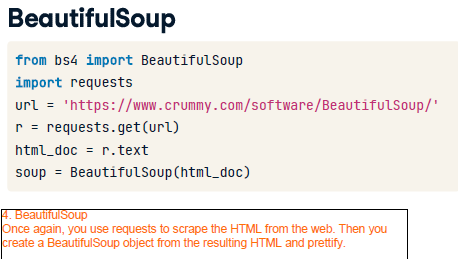 BeautifulSoup
from bs4 import BeautifulSoup
import requests
url = 'https://www.crummy.com/software/BeautifulSoup/'
r = requests.get(url)
html_doc = r.text
soup = BeautifulSoup(html_doc)
4. BeautifulSoup
Once again, you use requests to scrape the HTML from the web. Then you
create a BeautifulSoup object from the resulting HTML and prettify.